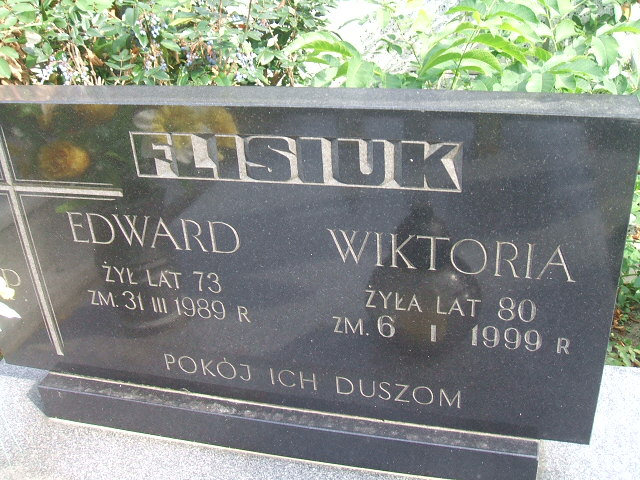 FLISIUK
EDWARD
ŻYŁ LAT 73
ZM. 31 III 1989 R
WIKTORIA
ŻYŁA LAT 80
ZM. 6 I 1999 R
POKÓJ ICH DUSZOM